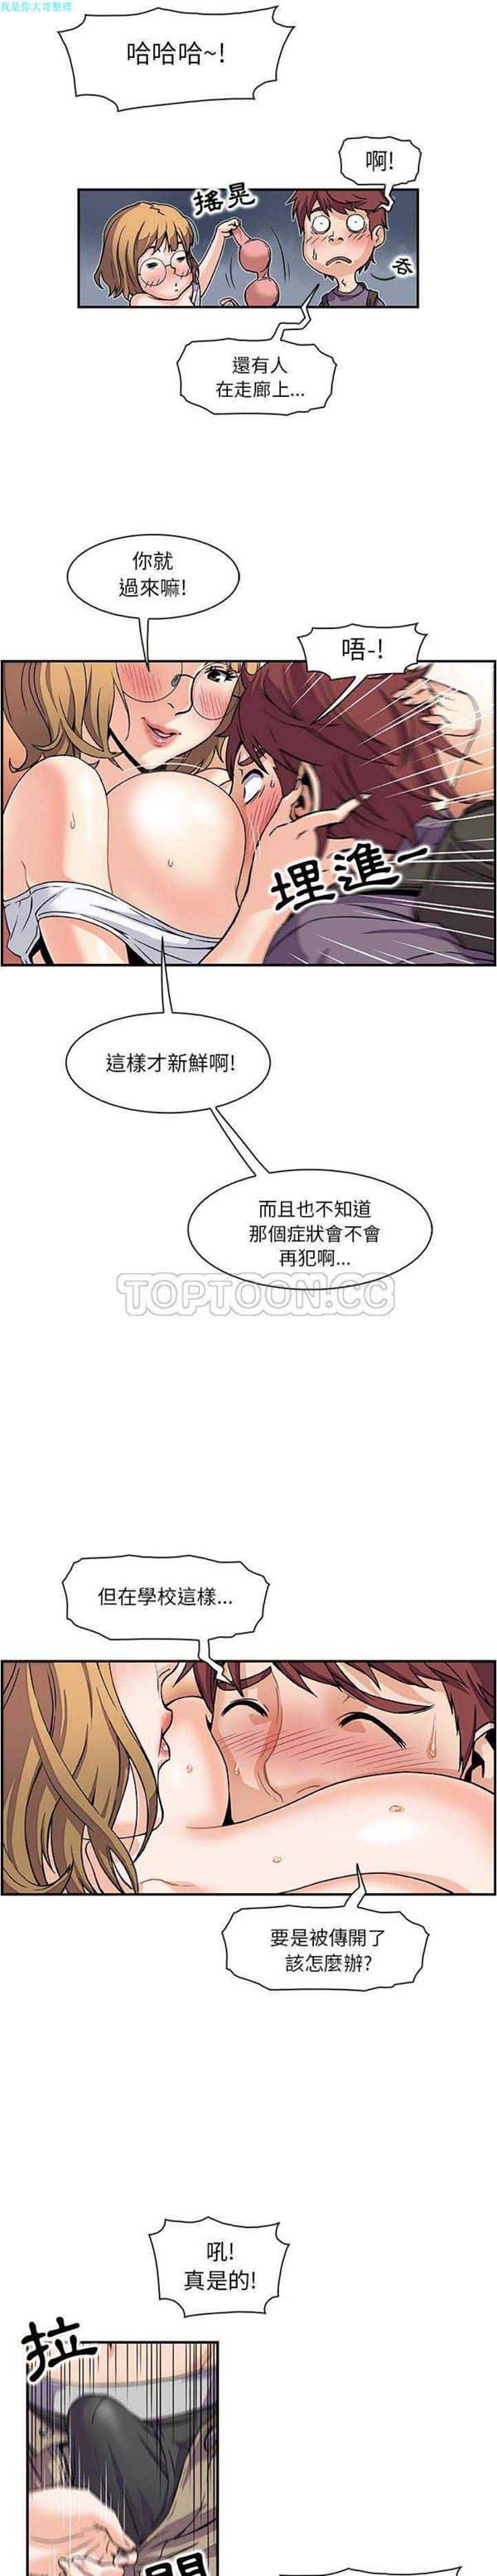 我是你大哥整理
哈哈哈~!
啊!
搖晃
吞
還有人
在走廊上...
你就
過來嘛!
唔-!
埋進一
這樣才新鮮啊!
而且也不知道
那個症狀會不會
再犯啊...
TOPTOON.CC
但在學校這樣...
要是被傳開了
該怎麼辦?
吼!
真是的!
拉